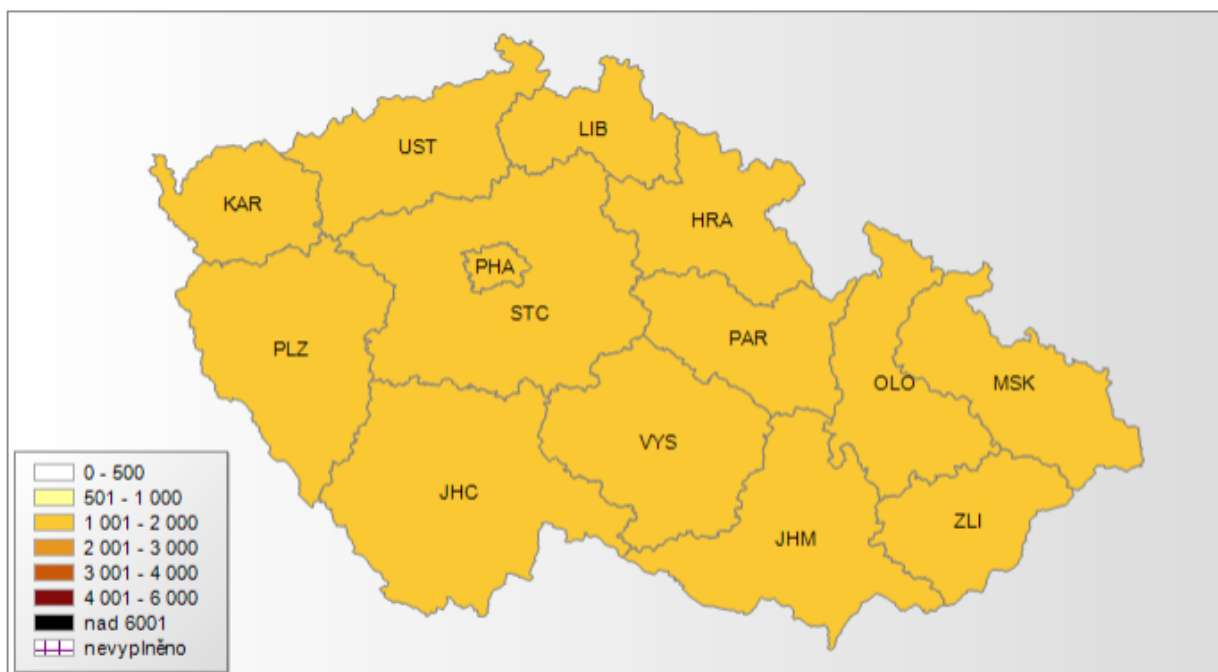 LIB
UST
KAR
HRA
PHA
STC
PAR
PLZ
OLO
MSK
VYS
JHC
ZLI
JHM
0 - 500
501 - 1 000
1 001 - 2 000
2 001 - 3 000
3 001 - 4 000
4 001 - 6 000
nad 6001
nevyplněno